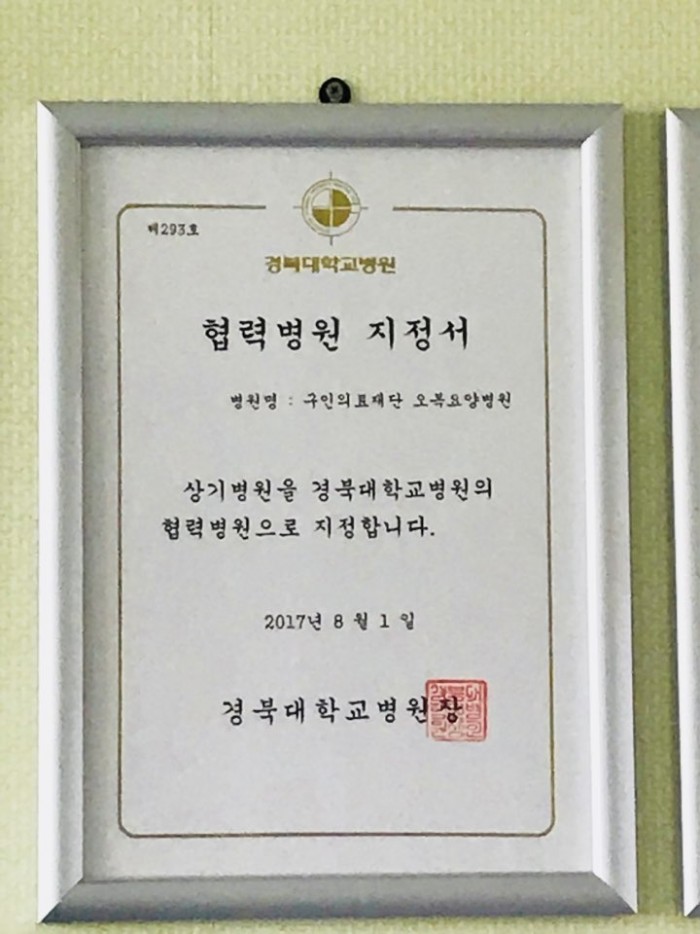 제293호
경북대학교병원
협력병원 지정서
병원명 : 구인의료재단 오복요양병원
상기병원을 경북대학교병원의
협력병원으로 지정합니다.
2017년 8 월 1 일
경북대학교병원장